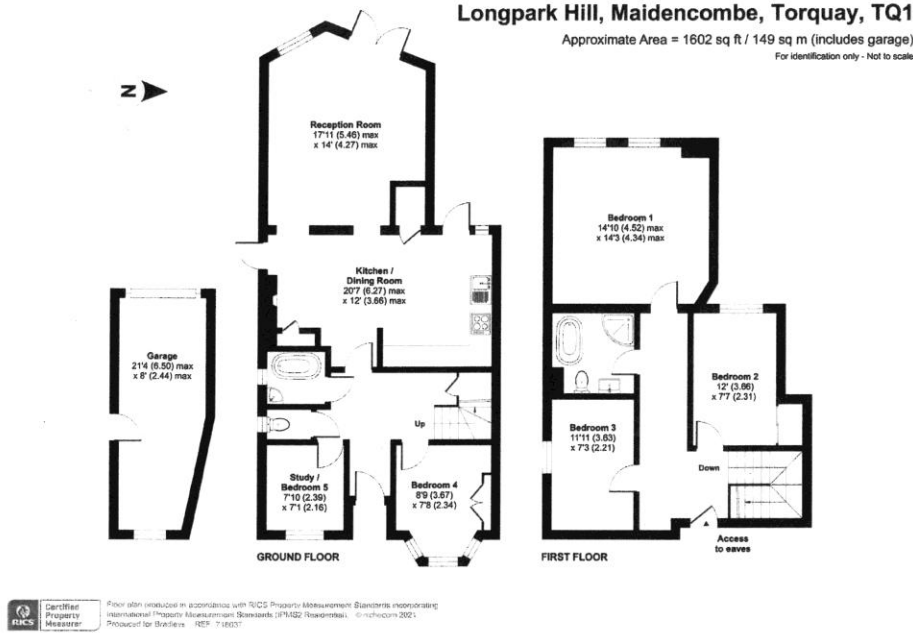 Longpark Hill, Maidencombe, Torquay, TQ1
Approximate Area = 1602 sq ft / 149 sq m (includes garage)
For identification only - Not to scale
N
Reception Room
17'11 (5.46) max
x 14' (4.27) max
Kitchen /
Dining Room
20'7 (6.27) max
x 12' (3.66) max
Garage
21'4 (6.50) max
x 8' (2.44) max
Up
Study /
Bedroom 5
7'10 (2.39)
x 7'1 (2.16)
Bedroom 4
8'9 (3.67)
x 7'8 (2.34)
GROUND FLOOR
Bedroom 1
14'10 (4.52) max
x 14'3 (4.34) max
Bedroom 2
12' (3.66)
x 7'7 (2.31)
Bedroom 3
11'11 (3.63)
x 7'3 (2.21)
Down
Access
to eaves
FIRST FLOOR
RICS
Certified
Property
Measurer
Floor plan produced in accordance with RICS Property Measurement Standards incorporating
International Property Measurement Standards (IPMS2 Residential). © nichecom 2021.
Produced for Bradleys REF: 718037